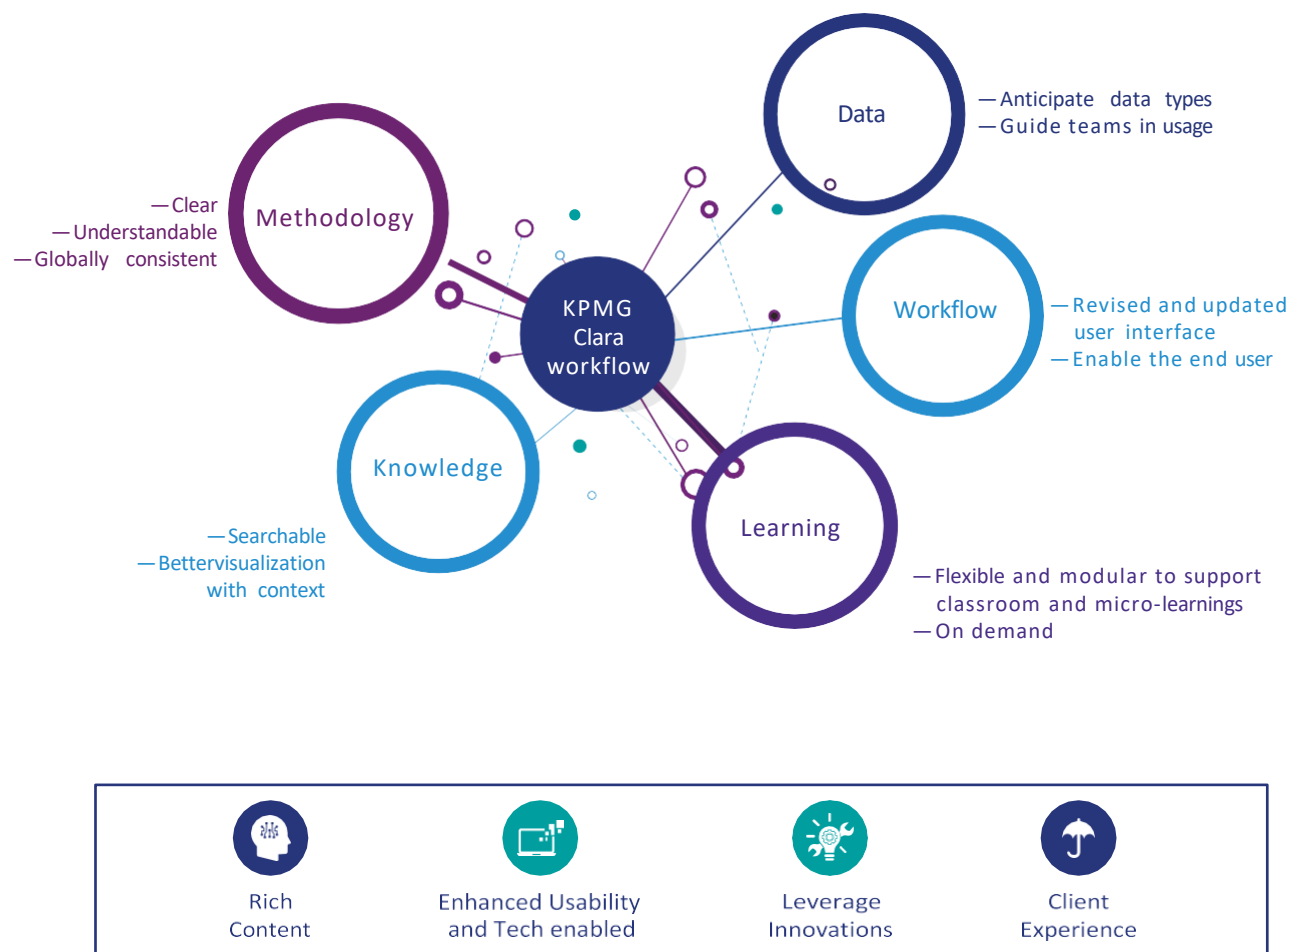 Data
— Anticipate data types
— Guide teams in usage
Methodology
— Clear
— Understandable
— Globally consistent
KPMG
Clara
workflow
Workflow
— Revised and updated
user interface
— Enable the end user
Knowledge
— Searchable
— Bettervisualization
with context
Learning
— Flexible and modular to support
classroom and micro-learnings
— On demand
Rich
Content
Enhanced Usability
and Tech enabled
Leverage
Innovations
Client
Experience